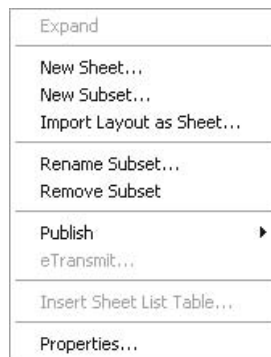 Expand
New Sheet...
New Subset...
Import Layout as Sheet...
Rename Subset...
Remove Subset
Publish
eTransmit...
Insert Sheet List Table...
Properties...